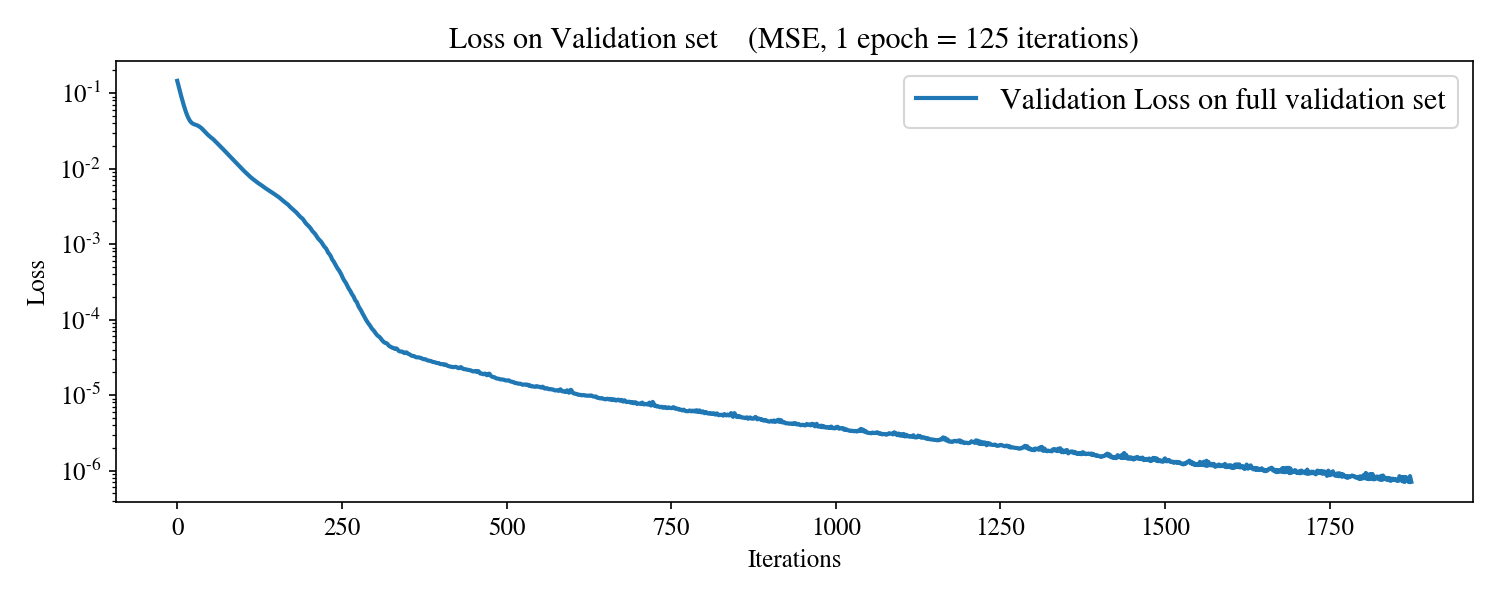 Loss on Validation set (MSE, 1 epoch = 125 iterations)
Validation Loss on full validation set
10-1
10-2
10-3
10-4
10-5
10-6
Loss
0 250 500 750 1000 1250 1500 1750
Iterations